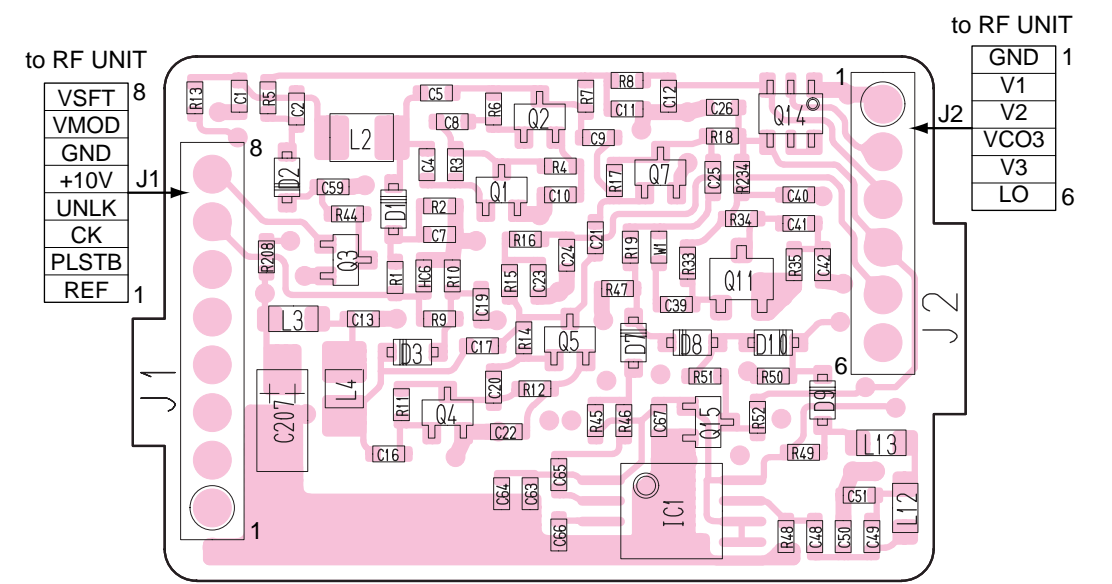 to RF UNIT
VSFT 8
VMOD
GND
+10V J1
UNLK
CK
PLSTB
REF 1
to RF UNIT
GND 1
V1
V2
J2 VCO3
V3
LO 6
R13 C1 R5 C2 C5 R6 Q2 R7 R8 C11 C12 C26 Q14 1
8 L2 C8 C9 R18
D2 C59 C4 R3 Q1 R4 C10 R17 Q7 C25 R234 C40
R44 D1 R2 C7 R16 C21 R34 C41
R208 Q3 R1 HC6 R10 R15 C23 C24 R19 W1 R33 Q11 R35 C42
L3 C13 R9 C19 R47 C39 J2
D3 C17 R14 Q5 D7 D8 D10
J1 C207 L4 R11 Q4 C20 R12 R51 R50 D9 6
C16 C22 R45 R46 C67 Q15 R52 R49 L13
C64 C63 C65 IC1 C51 L12
1 C66 R48 C48 C50 C49